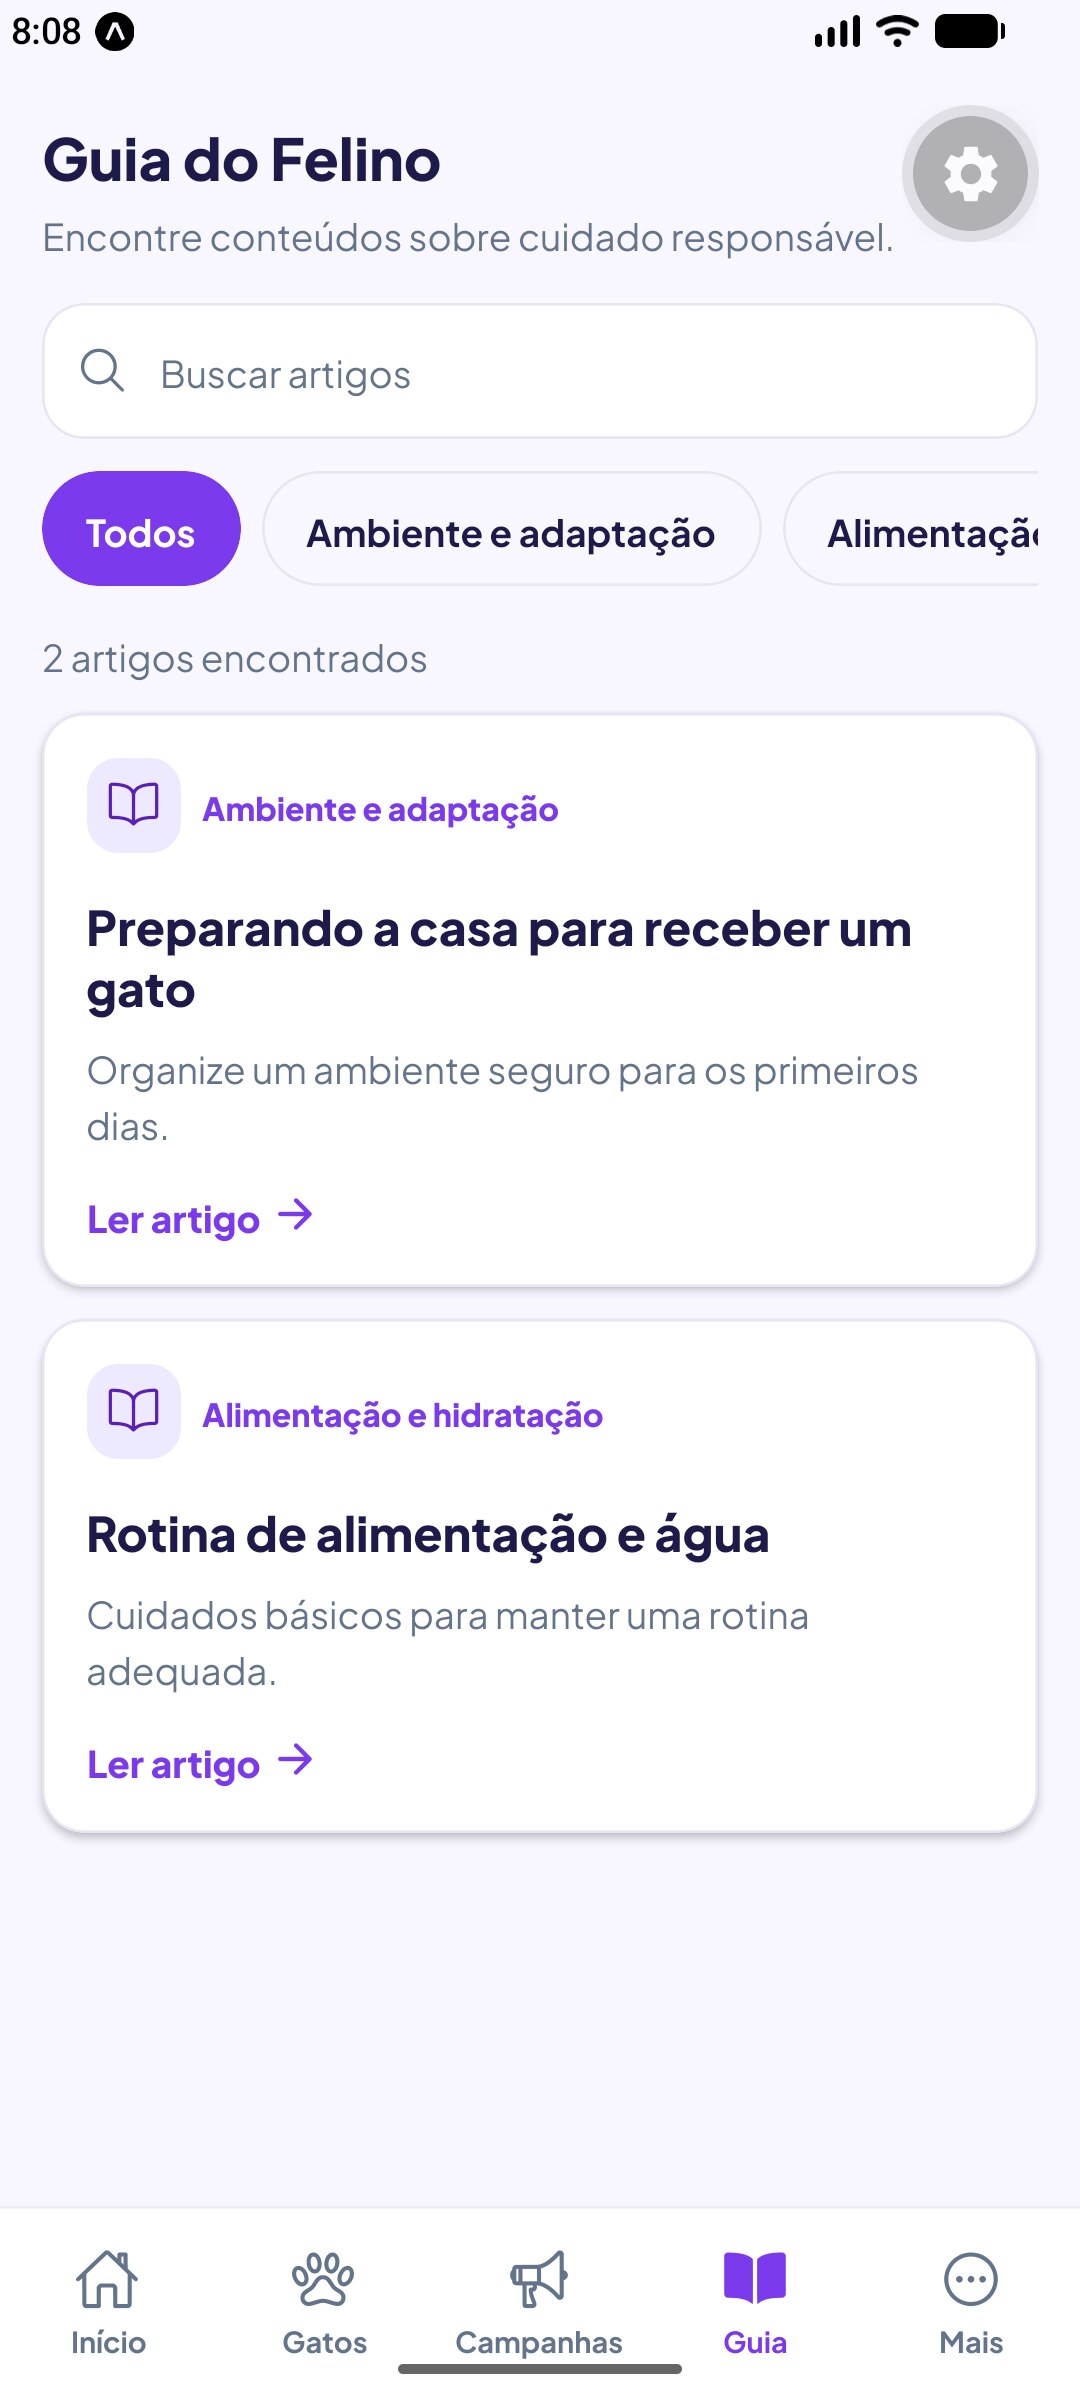 8:08
Guia do Felino
Encontre conteúdos sobre cuidado responsável.
Buscar artigos
Todos
Ambiente e adaptação
Alimentaçã
2 artigos encontrados
Ambiente e adaptação
Preparando a casa para receber um
gato
Organize um ambiente seguro para os primeiros
dias.
Ler artigo
Alimentação e hidratação
Rotina de alimentação e água
Cuidados básicos para manter uma rotina
adequada.
Ler artigo
Início
Gatos
Campanhas
Guia
Mais